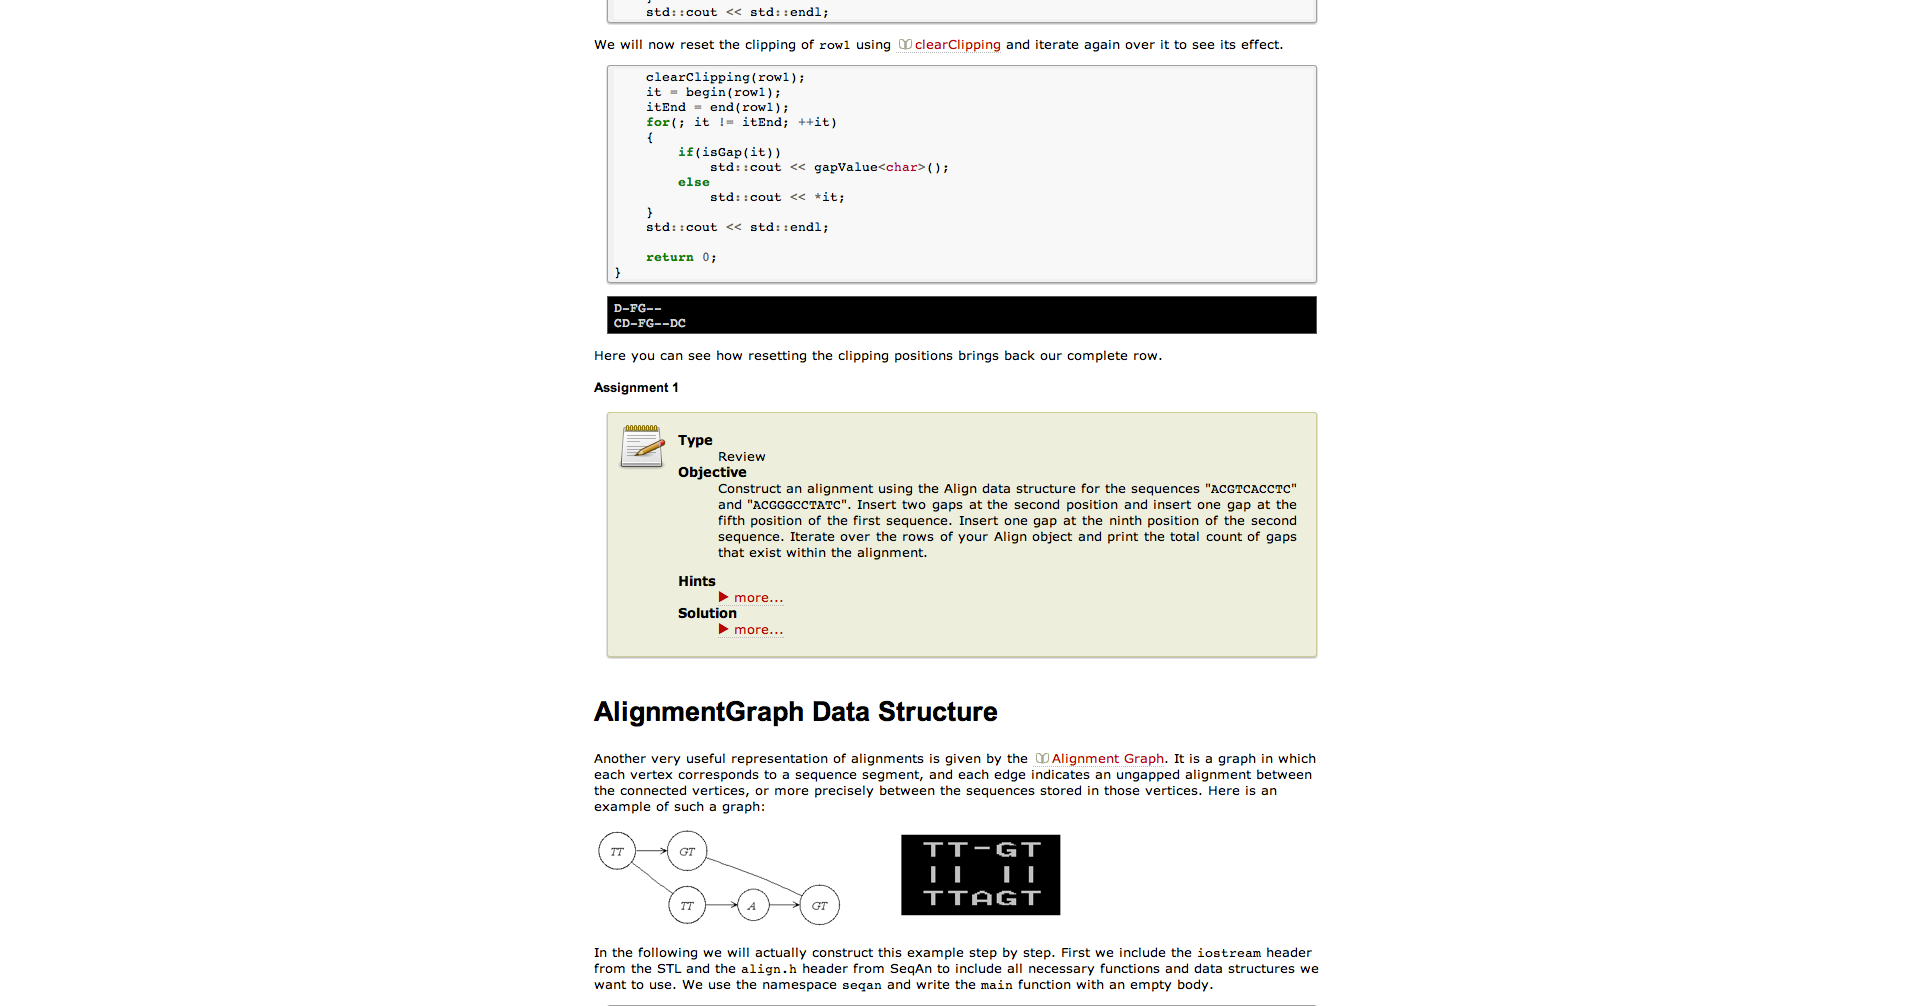 std::cout << std::endl;
We will now reset the clipping of row1 using clearClipping and iterate again over it to see its effect.
clearClipping(row1);
it = begin(row1);
itEnd = end(row1);
for(; it != itEnd; ++it)
{
if(isGap(it))
std::cout << gapValue<char>();
else
std::cout << *it;
}
std::cout << std::endl;
return 0;
}
D-FG--
CD-FG--DC
Here you can see how resetting the clipping positions brings back our complete row.
Assignment 1
Type
Review
Objective
Construct an alignment using the Align data structure for the sequences "ACGTCACCTC"
and "ACGGGCCTATC". Insert two gaps at the second position and insert one gap at the
fifth position of the first sequence. Insert one gap at the ninth position of the second
sequence. Iterate over the rows of your Align object and print the total count of gaps
that exist within the alignment.
Hints
▶ more...
Solution
▶ more...
AlignmentGraph Data Structure
Another very useful representation of alignments is given by the Alignment Graph. It is a graph in which
each vertex corresponds to a sequence segment, and each edge indicates an ungapped alignment between
the connected vertices, or more precisely between the sequences stored in those vertices. Here is an
example of such a graph:
TT GT
TT A GT
TT-GT
|| ||
TTAGT
In the following we will actually construct this example step by step. First we include the iostream header
from the STL and the align.h header from SeqAn to include all necessary functions and data structures we
want to use. We use the namespace seqan and write the main function with an empty body.